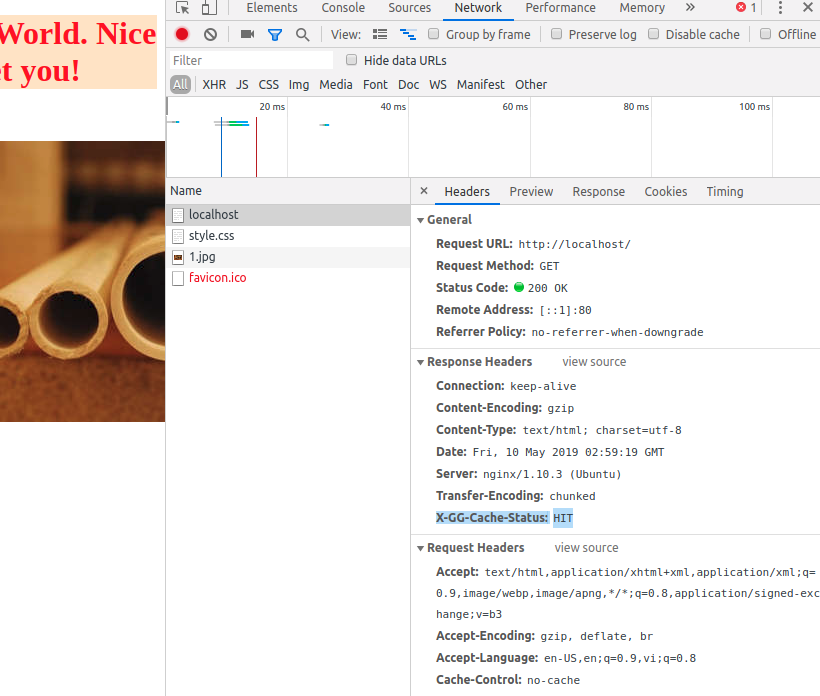 World. Nice
et you!
Elements Console Sources Network Performance Memory » 1
View: Group by frame Preserve log Disable cache Offline
Filter Hide data URLs
All XHR JS CSS Img Media Font Doc WS Manifest Other
20 ms 40 ms 60 ms 80 ms 100 ms
Name
localhost
style.css
1.jpg
favicon.ico
× Headers Preview Response Cookies Timing
General
Request URL: http://localhost/
Request Method: GET
Status Code: 200 OK
Remote Address: [::1]:80
Referrer Policy: no-referrer-when-downgrade
Response Headers view source
Connection: keep-alive
Content-Encoding: gzip
Content-Type: text/html; charset=utf-8
Date: Fri, 10 May 2019 02:59:19 GMT
Server: nginx/1.10.3 (Ubuntu)
Transfer-Encoding: chunked
X-GG-Cache-Status: HIT
Request Headers view source
Accept: text/html,application/xhtml+xml,application/xml;q=
0.9,image/webp,image/apng,*/*;q=0.8,application/signed-exc
hange;v=b3
Accept-Encoding: gzip, deflate, br
Accept-Language: en-US,en;q=0.9,vi;q=0.8
Cache-Control: no-cache